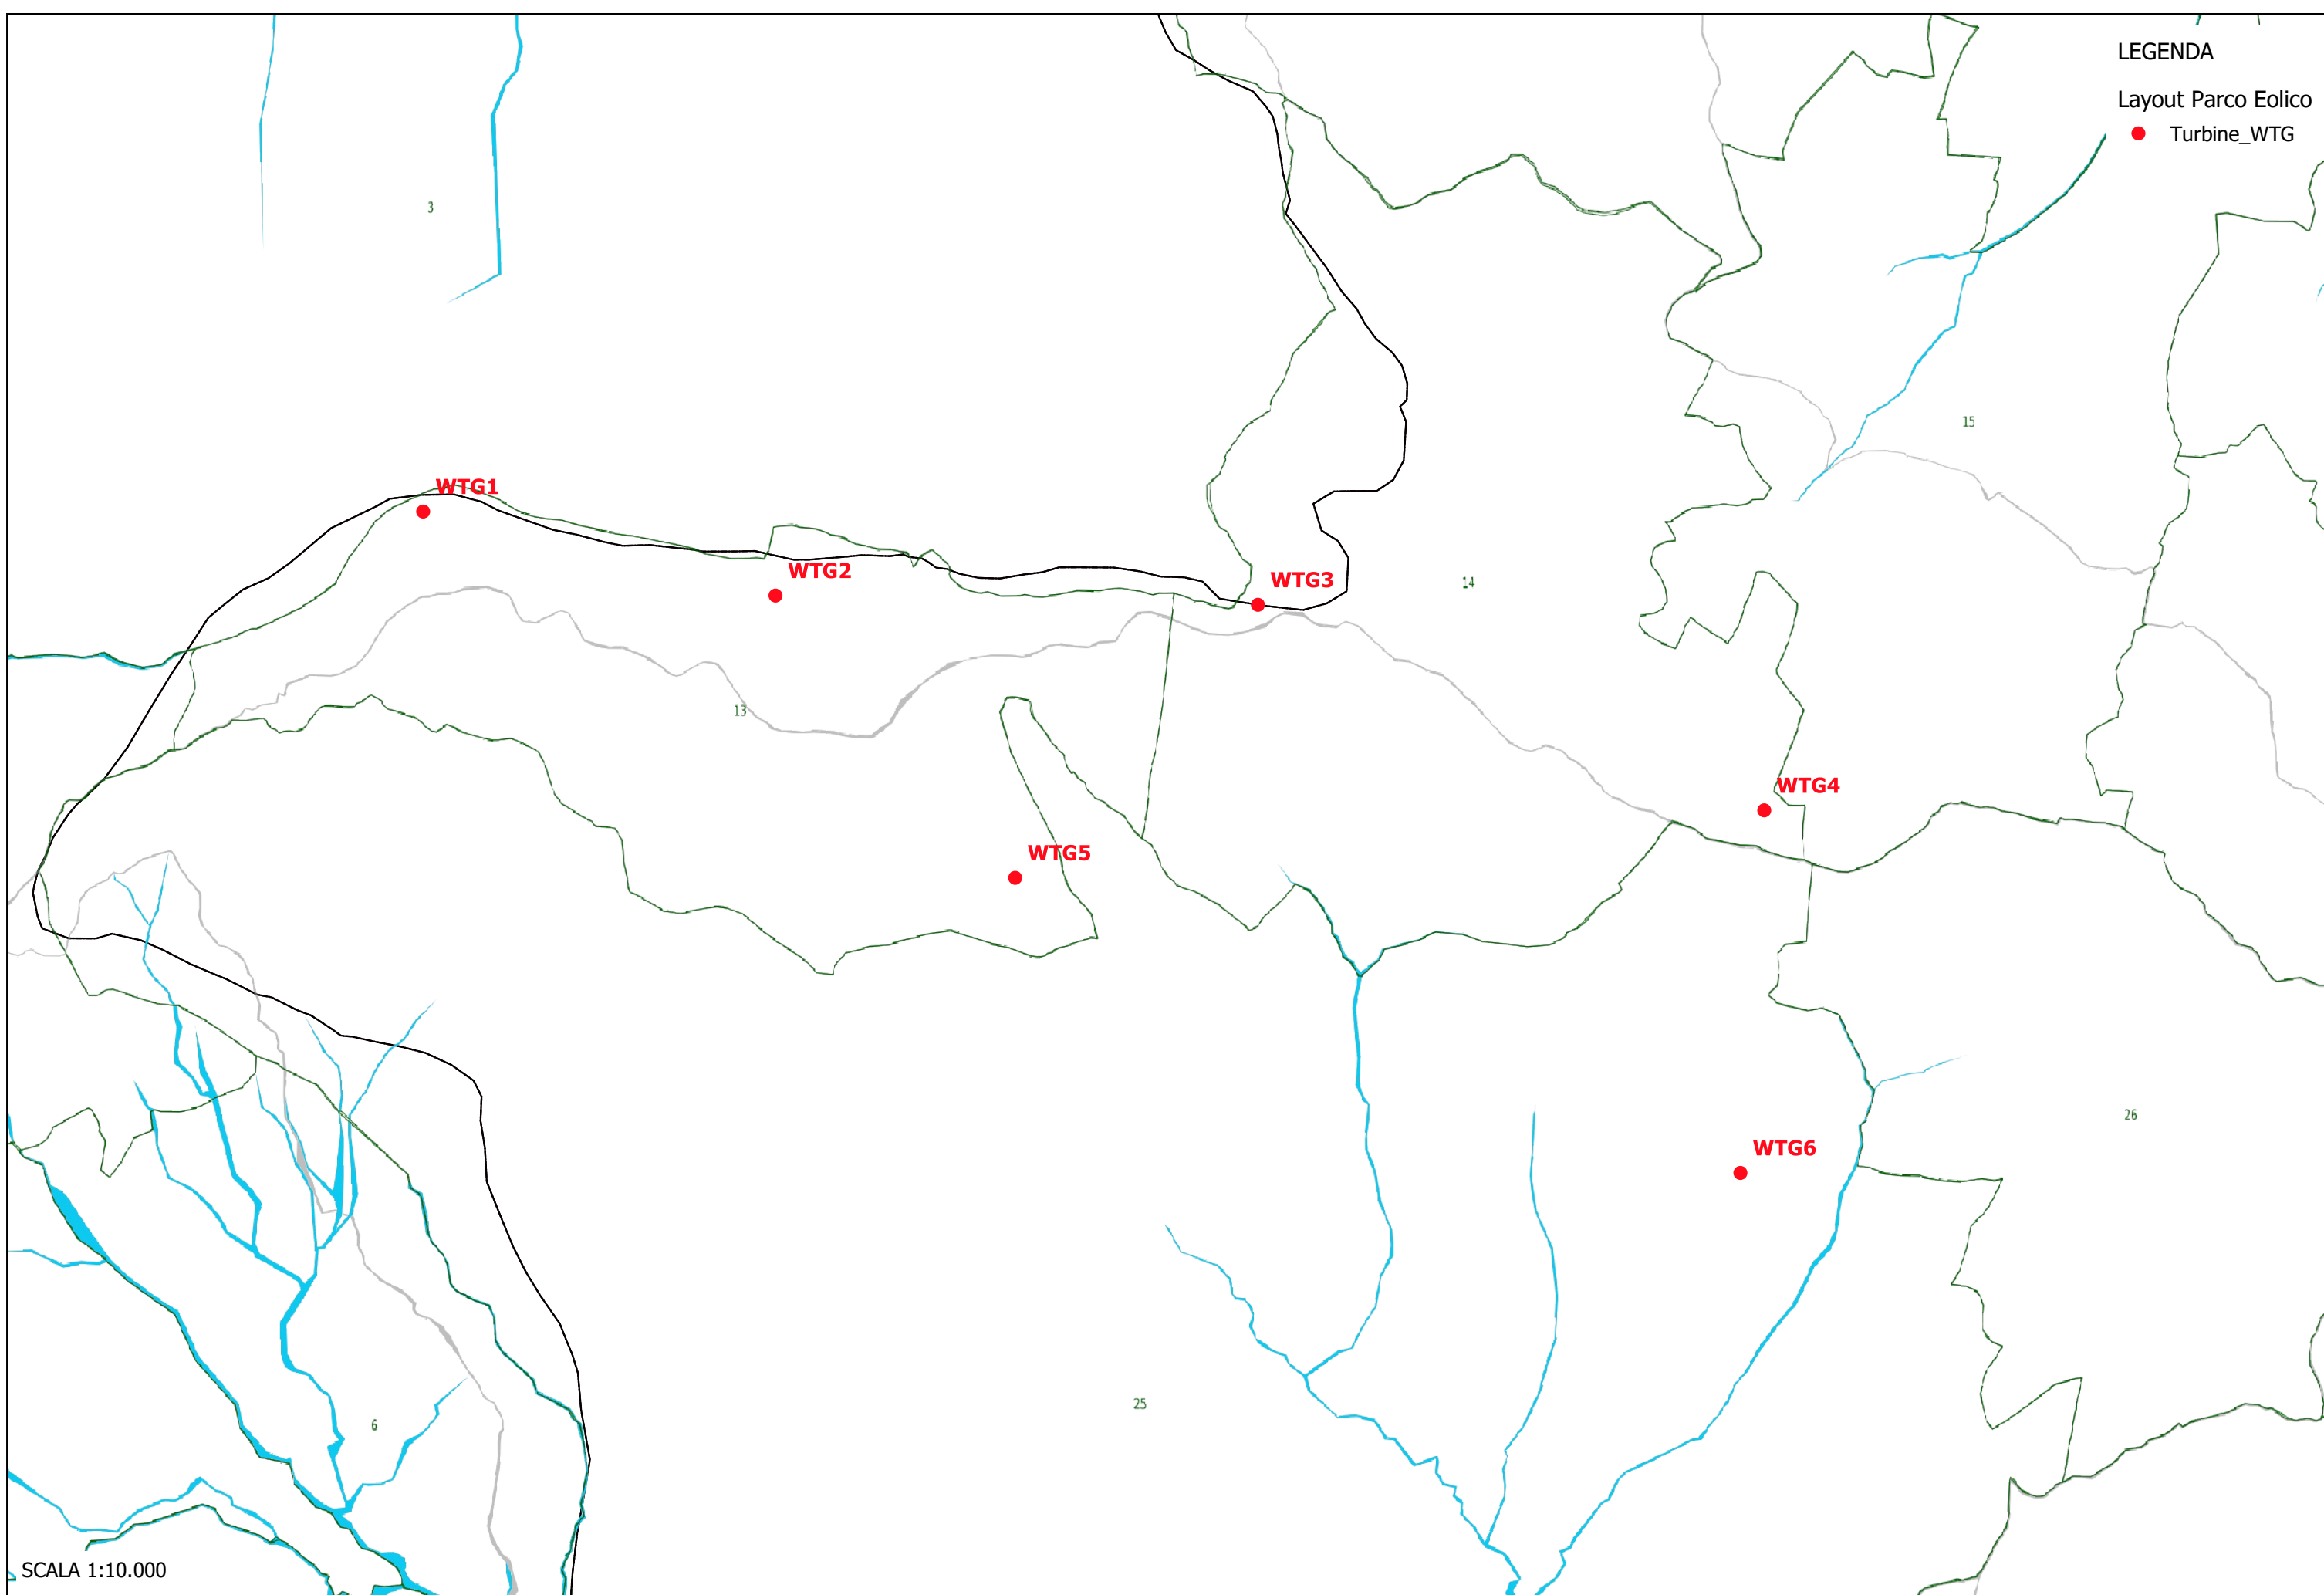 LEGENDA
Layout Parco Eolico
Turbine_WTG
3
15
WTG1
WTG2
WTG3
14
13
WTG4
WTG5
26
WTG6
25
6
SCALA 1:10.000